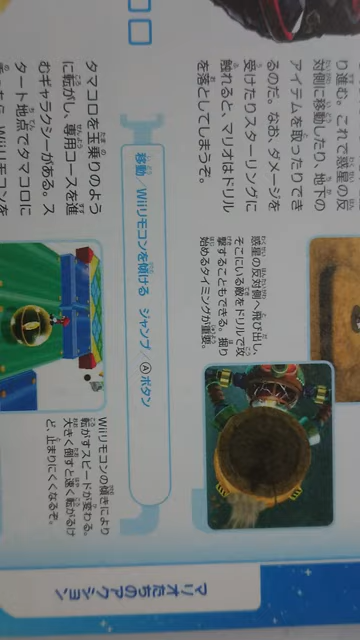 り進む。これで惑星の反
対側に移動したり、地下の
アイテムを取ったりでき
るのだ。なお、ダメージを
受けたりスターリングに
触れると、マリオはドリル
を落としてしまうぞ。
惑星の反対側へ飛び出し、
そこにいる敵をドリルで攻
撃することもできる。掘り
始めるタイミングが重要。
移動／Wiiリモコンを傾ける ジャンプ／Ⓐボタン
タマコロを玉乗りのよう
に転がし、専用コースを進
むギャラクシーがある。ス
タート地点でタマコロに
Wiiリモコンを
Wiiリモコンの傾きにより
転がすスピードが変わる。
大きく倒すと速く転がるけ
ど、止まりにくくなるぞ。
マリオたちのアクション